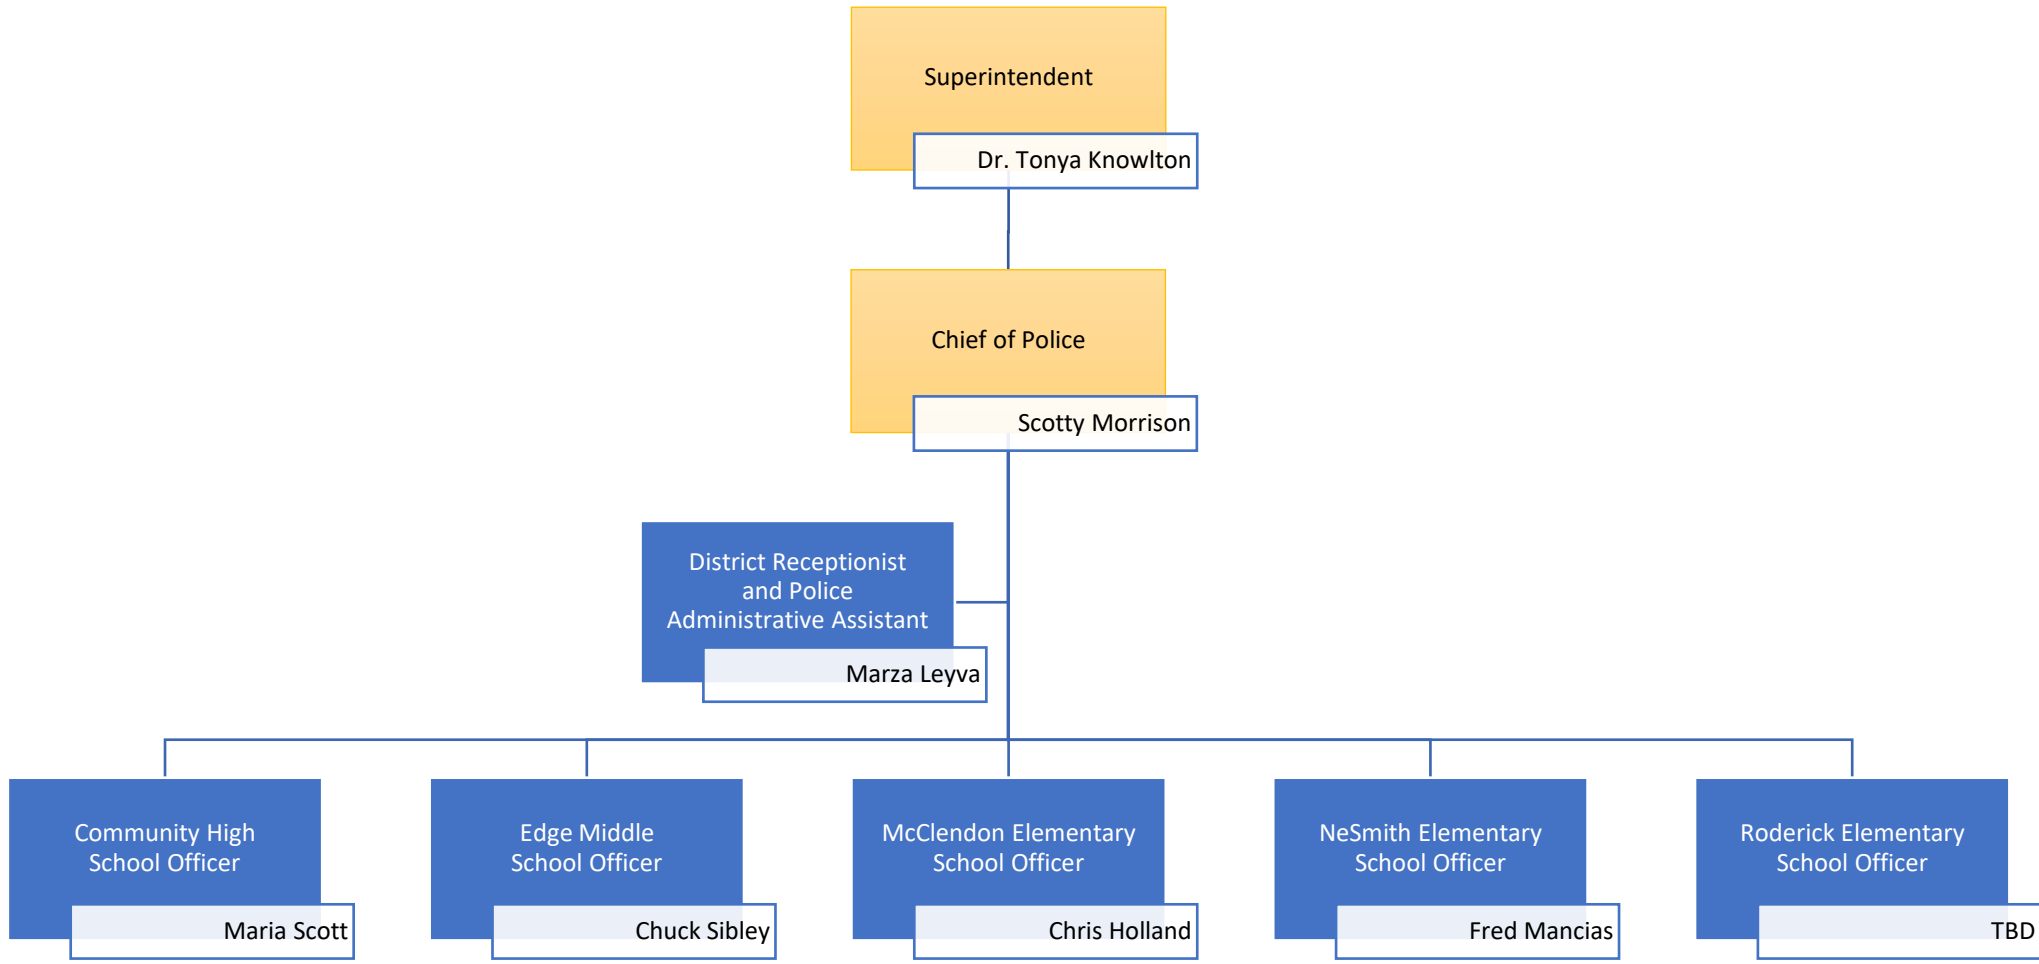 Superintendent
Dr. Tonya Knowlton
Chief of Police
Scotty Morrison
District Receptionist
and Police
Administrative Assistant
Marza Leyva
Community High
School Officer
Maria Scott
Edge Middle
School Officer
Chuck Sibley
McClendon Elementary
School Officer
Chris Holland
NeSmith Elementary
School Officer
Fred Mancias
Roderick Elementary
School Officer
TBD